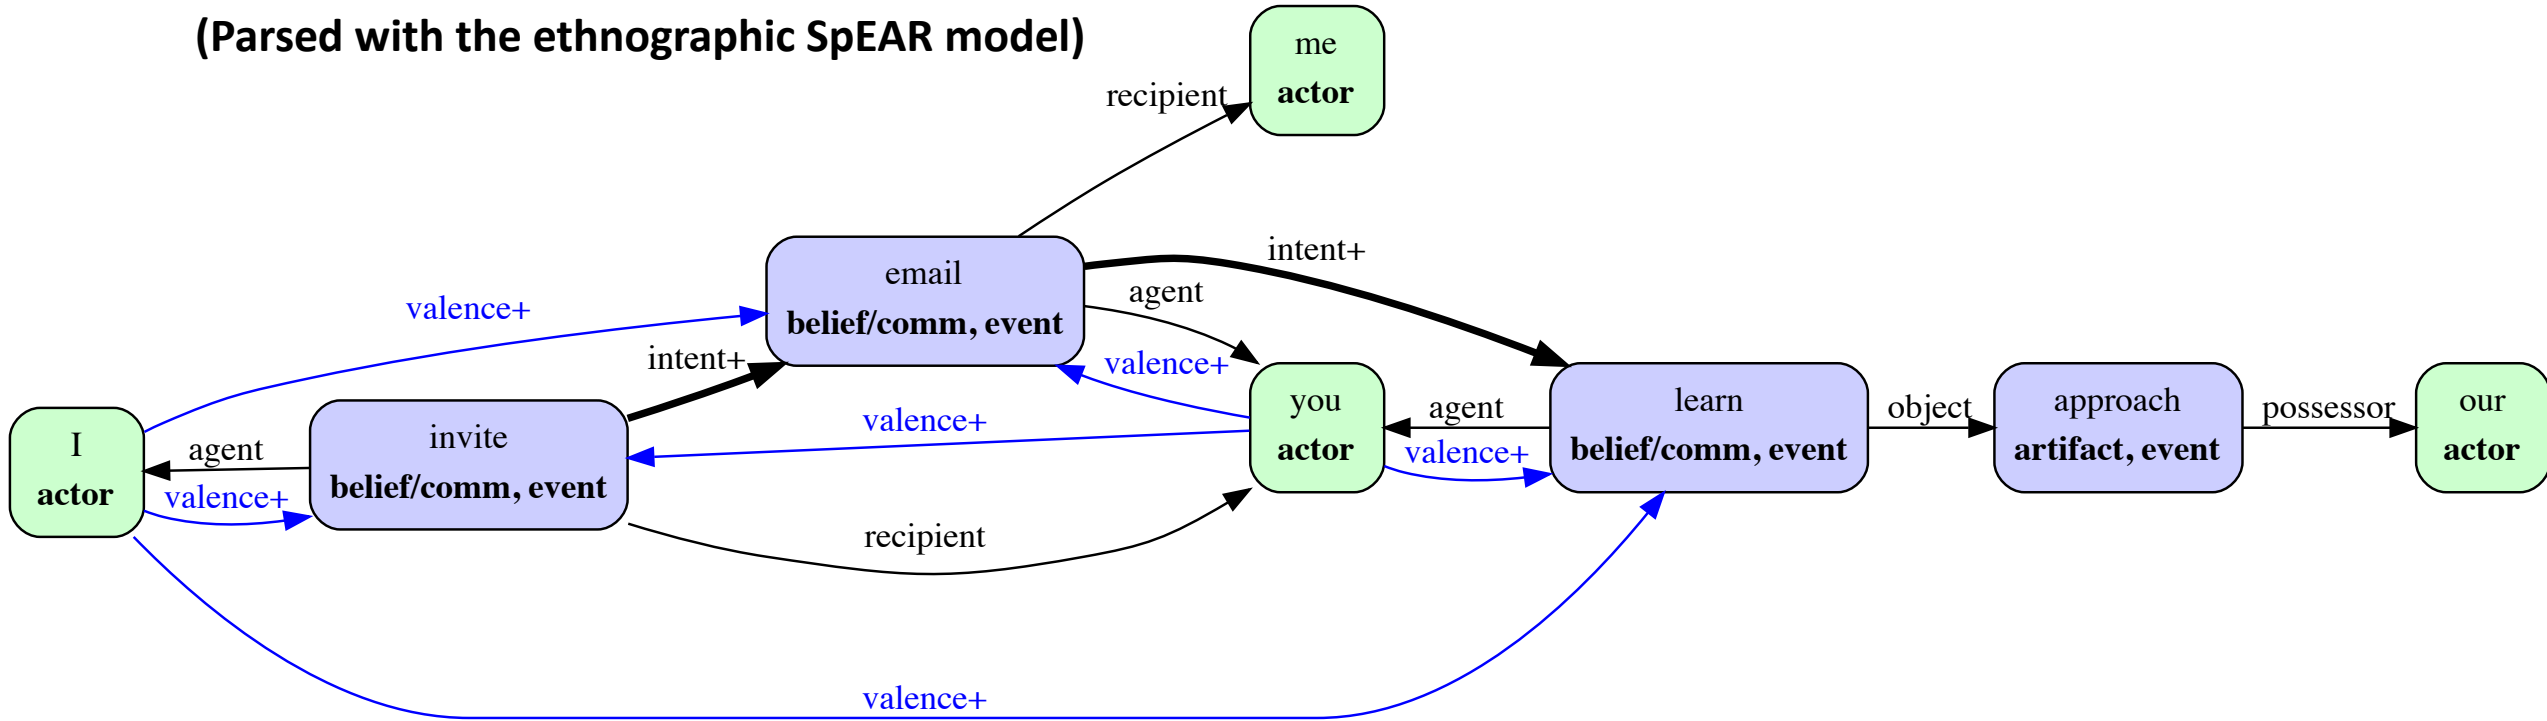 (Parsed with the ethnographic SpEAR model)
me
actor
recipient
email
belief/comm, event
intent+
agent
valence+
intent+
valence+
I
actor
agent
valence+
invite
belief/comm, event
valence+
recipient
you
actor
agent
valence+
learn
belief/comm, event
object
approach
artifact, event
possessor
our
actor
valence+